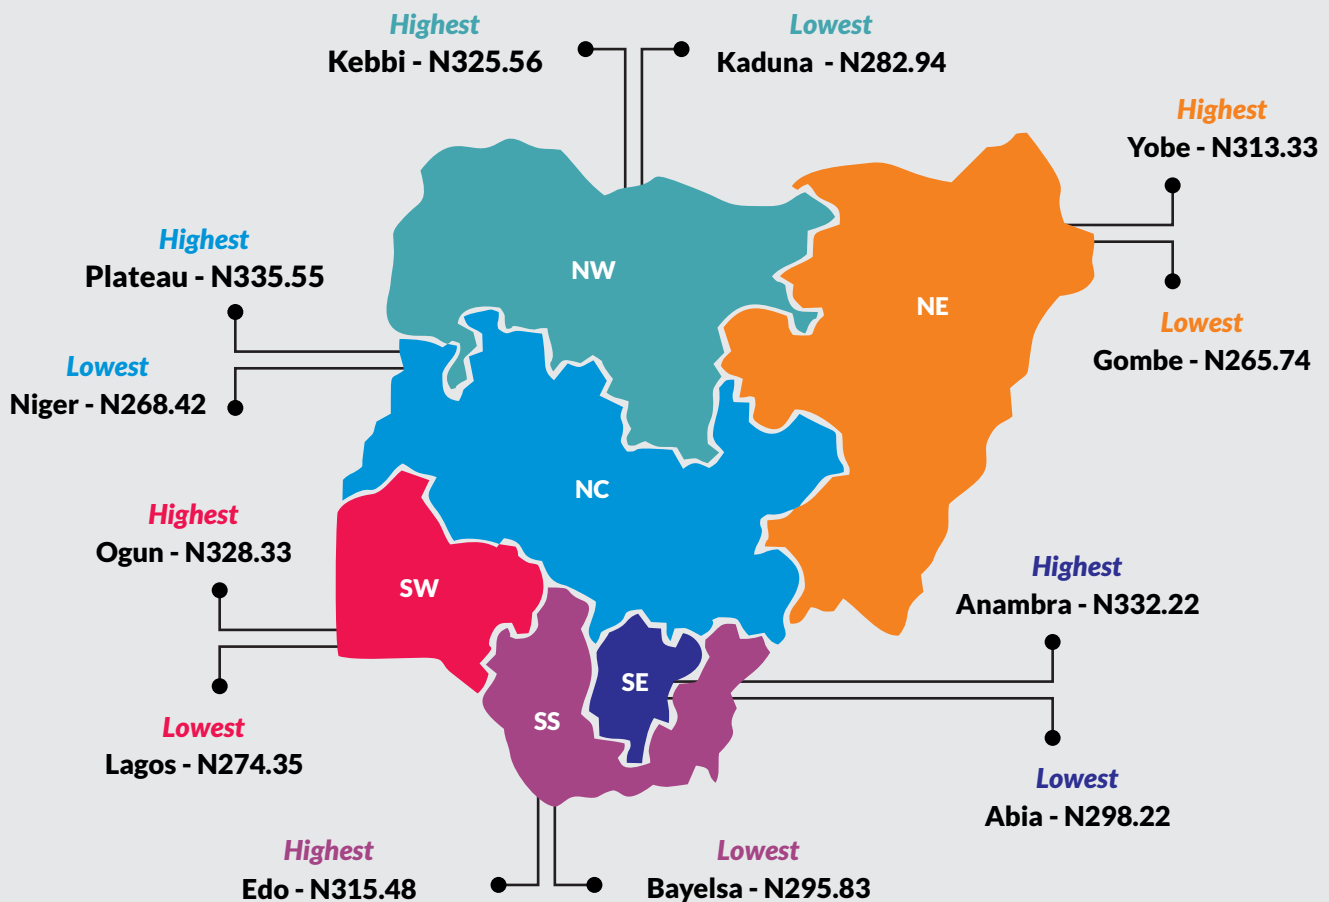 Highest
Kebbi - N325.56
Lowest
Kaduna - N282.94
Highest
Yobe - N313.33
Highest
Plateau - N335.55
NW
NE
Lowest
Gombe - N265.74
Lowest
Niger - N268.42
NC
Highest
Ogun - N328.33
SW
Highest
Anambra - N332.22
SE
SS
Lowest
Lagos - N274.35
Lowest
Abia - N298.22
Highest
Edo - N315.48
Lowest
Bayelsa - N295.83